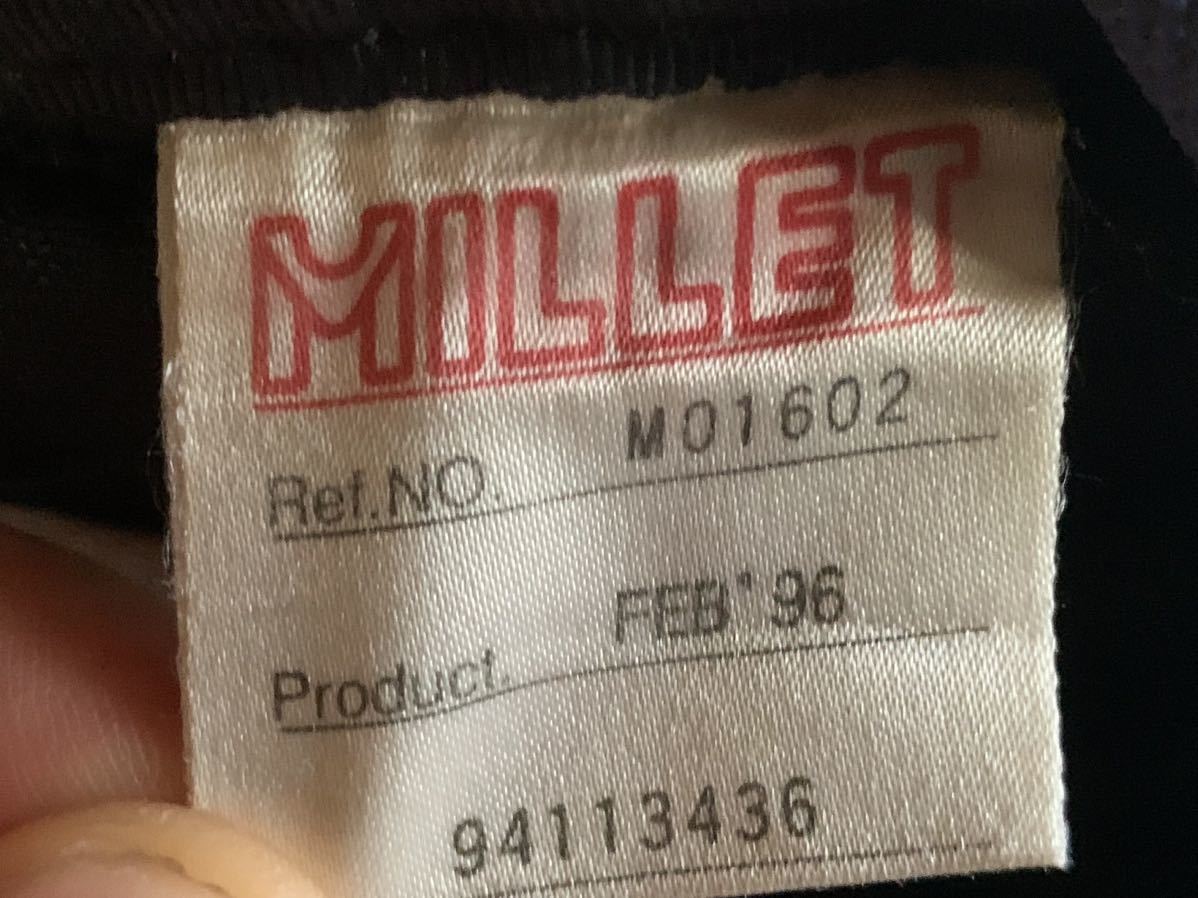 MILLET
Ref.NO. M01602
Product. FEB'96
94113436